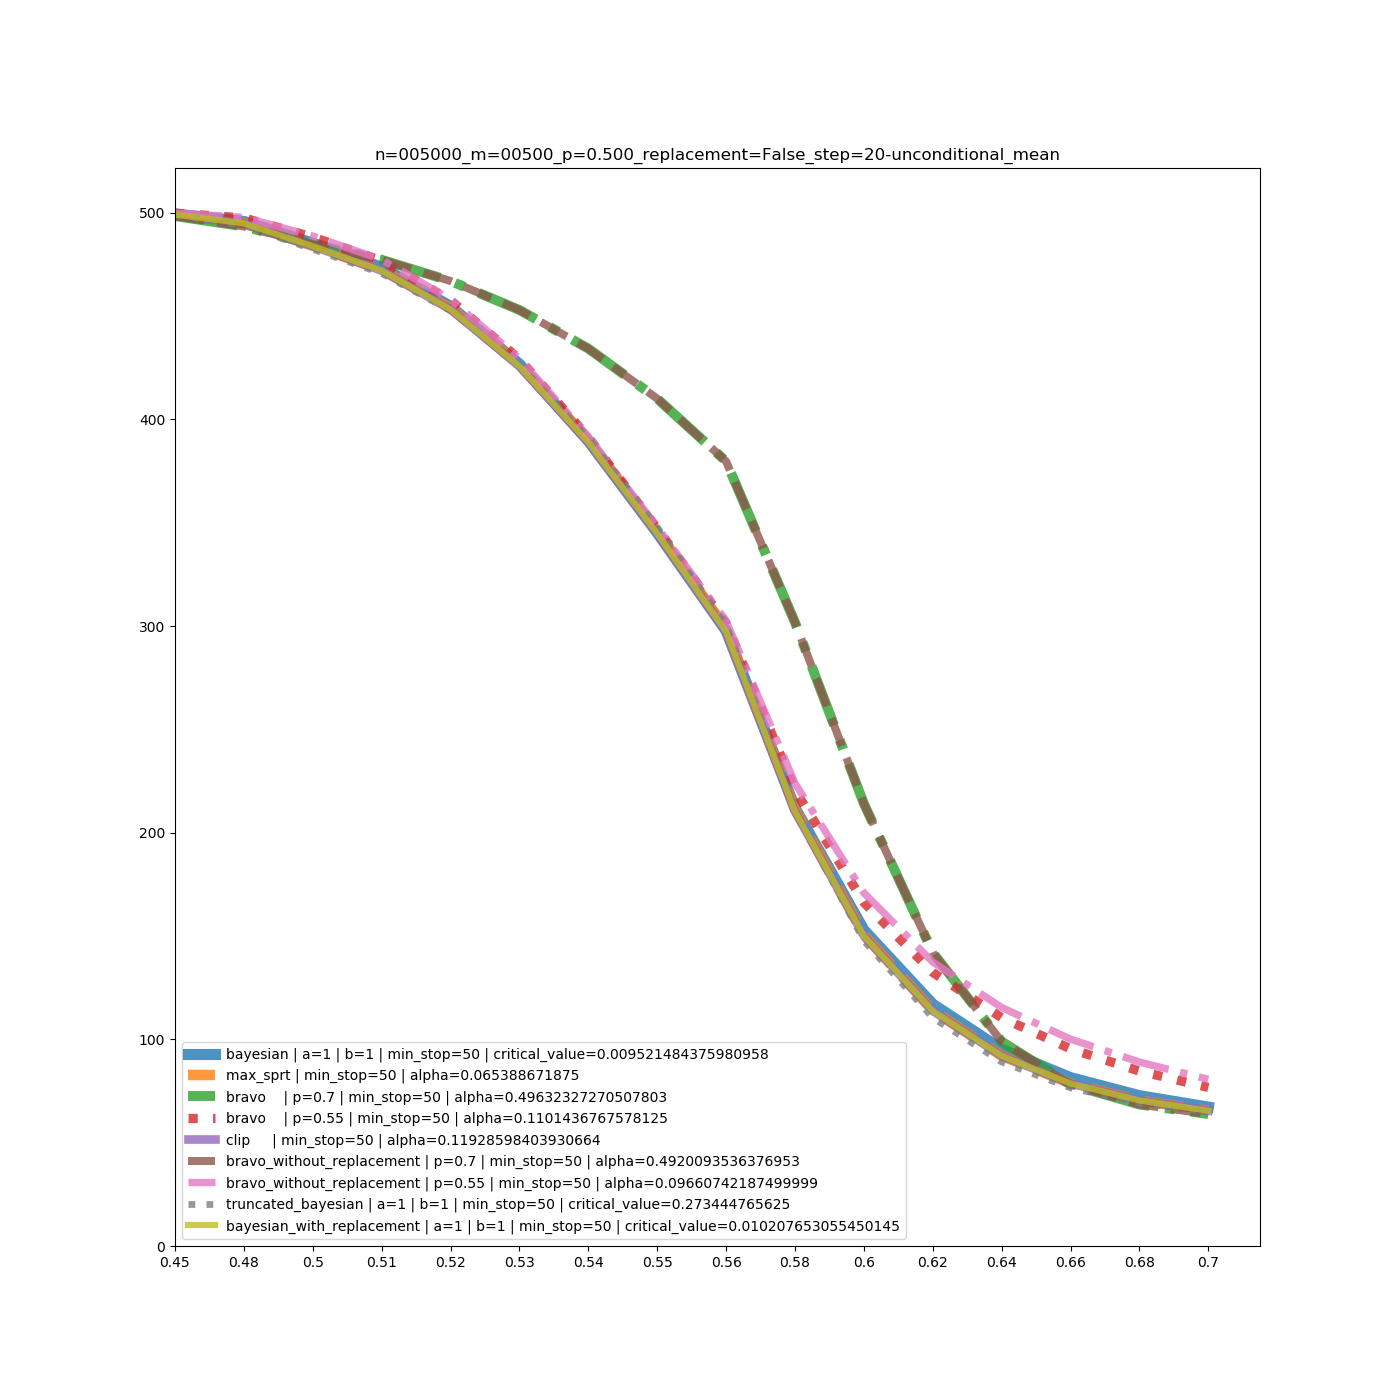 n=005000_m=00500_p=0.500_replacement=False_step=20-unconditional_mean
500
400
300
200
100
0
bayesian | a=1 | b=1 | min_stop=50 | critical_value=0.009521484375980958
max_sprt | min_stop=50 | alpha=0.065388671875
bravo | p=0.7 | min_stop=50 | alpha=0.49632327270507803
bravo | p=0.55 | min_stop=50 | alpha=0.1101436767578125
clip | min_stop=50 | alpha=0.11928598403930664
bravo_without_replacement | p=0.7 | min_stop=50 | alpha=0.4920093536376953
bravo_without_replacement | p=0.55 | min_stop=50 | alpha=0.09660742187499999
truncated_bayesian | a=1 | b=1 | min_stop=50 | critical_value=0.273444765625
bayesian_with_replacement | a=1 | b=1 | min_stop=50 | critical_value=0.010207653055450145
0.45 0.48 0.5 0.51 0.52 0.53 0.54 0.55 0.56 0.58 0.6 0.62 0.64 0.66 0.68 0.7